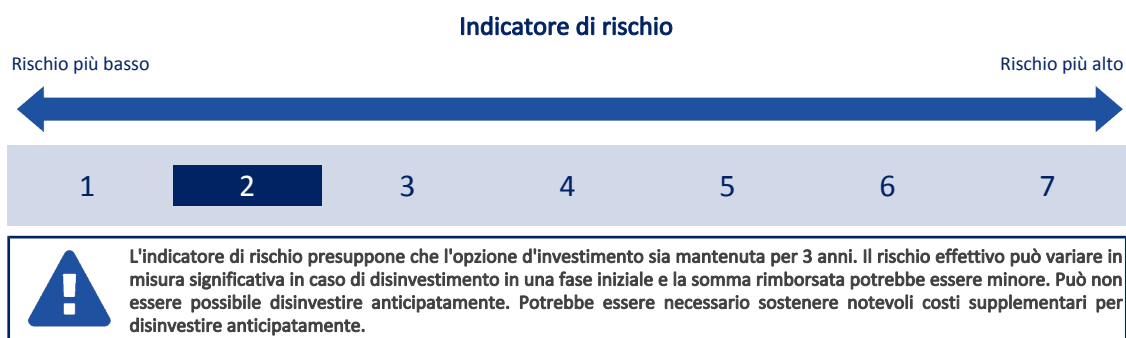 Indicatore di rischio
Rischio più basso
Rischio più alto
1 2 3 4 5 6 7
L'indicatore di rischio presuppone che l'opzione d'investimento sia mantenuta per 3 anni. Il rischio effettivo può variare in
misura significativa in caso di disinvestimento in una fase iniziale e la somma rimborsata potrebbe essere minore. Può non
essere possibile disinvestire anticipatamente. Potrebbe essere necessario sostenere notevoli costi supplementari per
disinvestire anticipatamente.